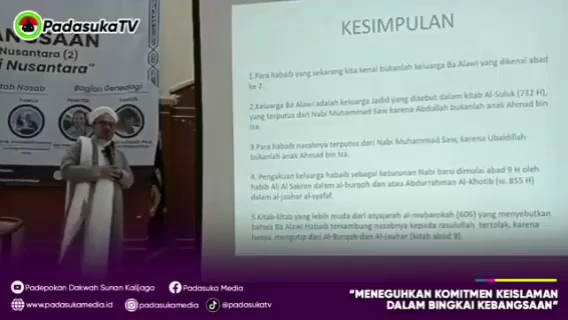 PadasukaTV
Nusantara (2)
Nusantara"
KESIMPULAN
1.Para habaib yang sekarang kita kenal bukanlah keluarga Ba Alawi yang dikenai abad
ke 7.
2.Keluarga Ba Alawi adalah keluarga Jadid yang disebut dalam kitab Al-Suluk (732 H),
yang terputus dari Nabi Muhammad Saw karena Abdullah bukanlah anak Ahmad bin
Isa.
3.Para habaib nasabnya terputus dari Nabi Muhammad Saw, karena Ubaidillah
bukanlah anak Ahmad bin Isa.
4. Pengakuan keluarga habaib sebagai keturunan Nabi baru dimulai abad 9 H oleh
habib Ali Al Sakran dalam al-burqoh dan atau Abdurrahman Al-Khotib (w. 855 H)
dalam al-jauhar al-syafaf.
5.Kitab-kitab yang lebih muda dari asyajarah al-mubarokah (606) yang menyebutkan
bahwa Ba Alawi Habaib tersambung nasabnya kepada rasulullah, tertolak, karena
hanya mengutip dari Al-Burqoh dan Al-Jauhar (kitab abad 9).
Padepokan Dakwah Sunan Kalijaga
Padasuka Media
www.padasukamedia.id
padasukamedia.id
padasukatv
"MENEGUHKAN KOMITMEN KEISLAMAN
DALAM BINGKAI KEBANGSAAN"